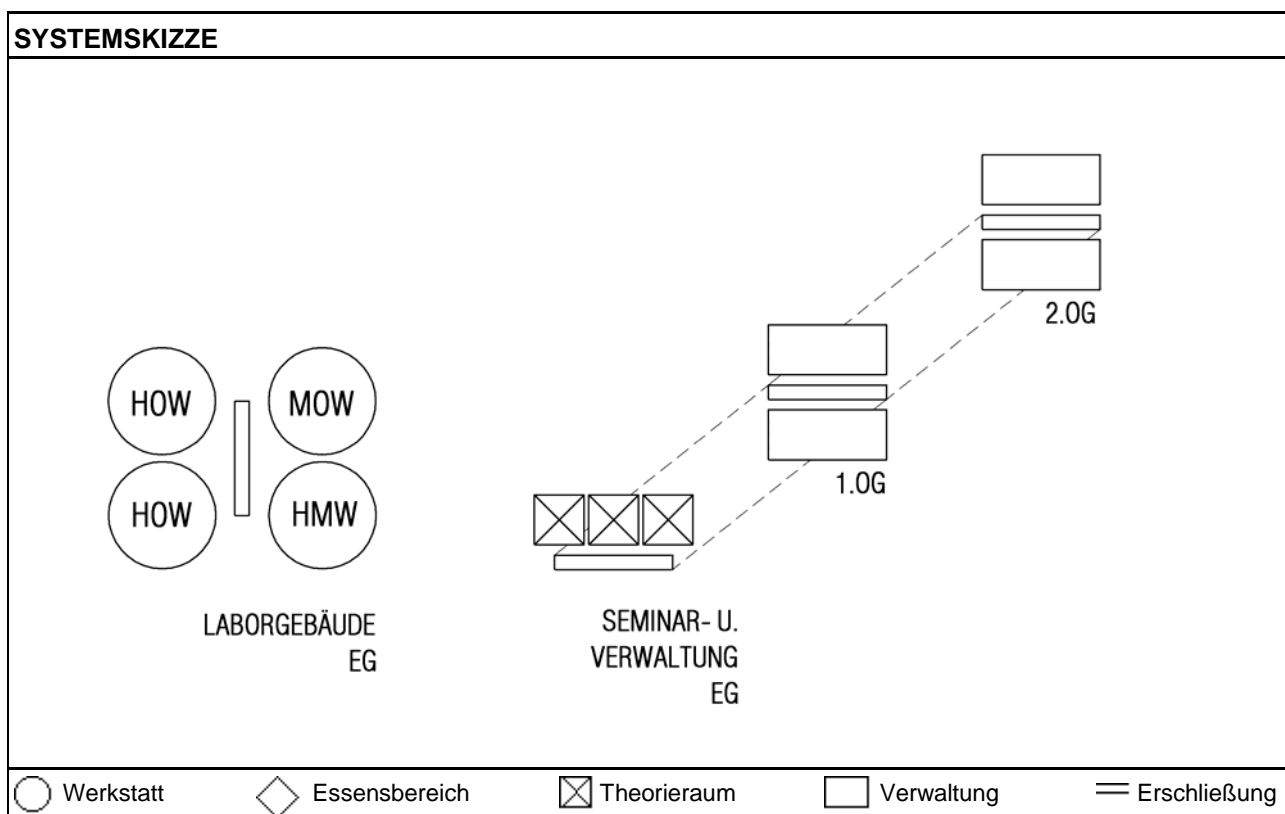 SYSTEMSKIZZE
2.OG
1.OG
HOW
MOW
HOW
HMW
LABORGEBÄUDE
EG
SEMINAR- U.
VERWALTUNG
EG
Werkstatt
Essensbereich
Theorieraum
Verwaltung
Erschließung